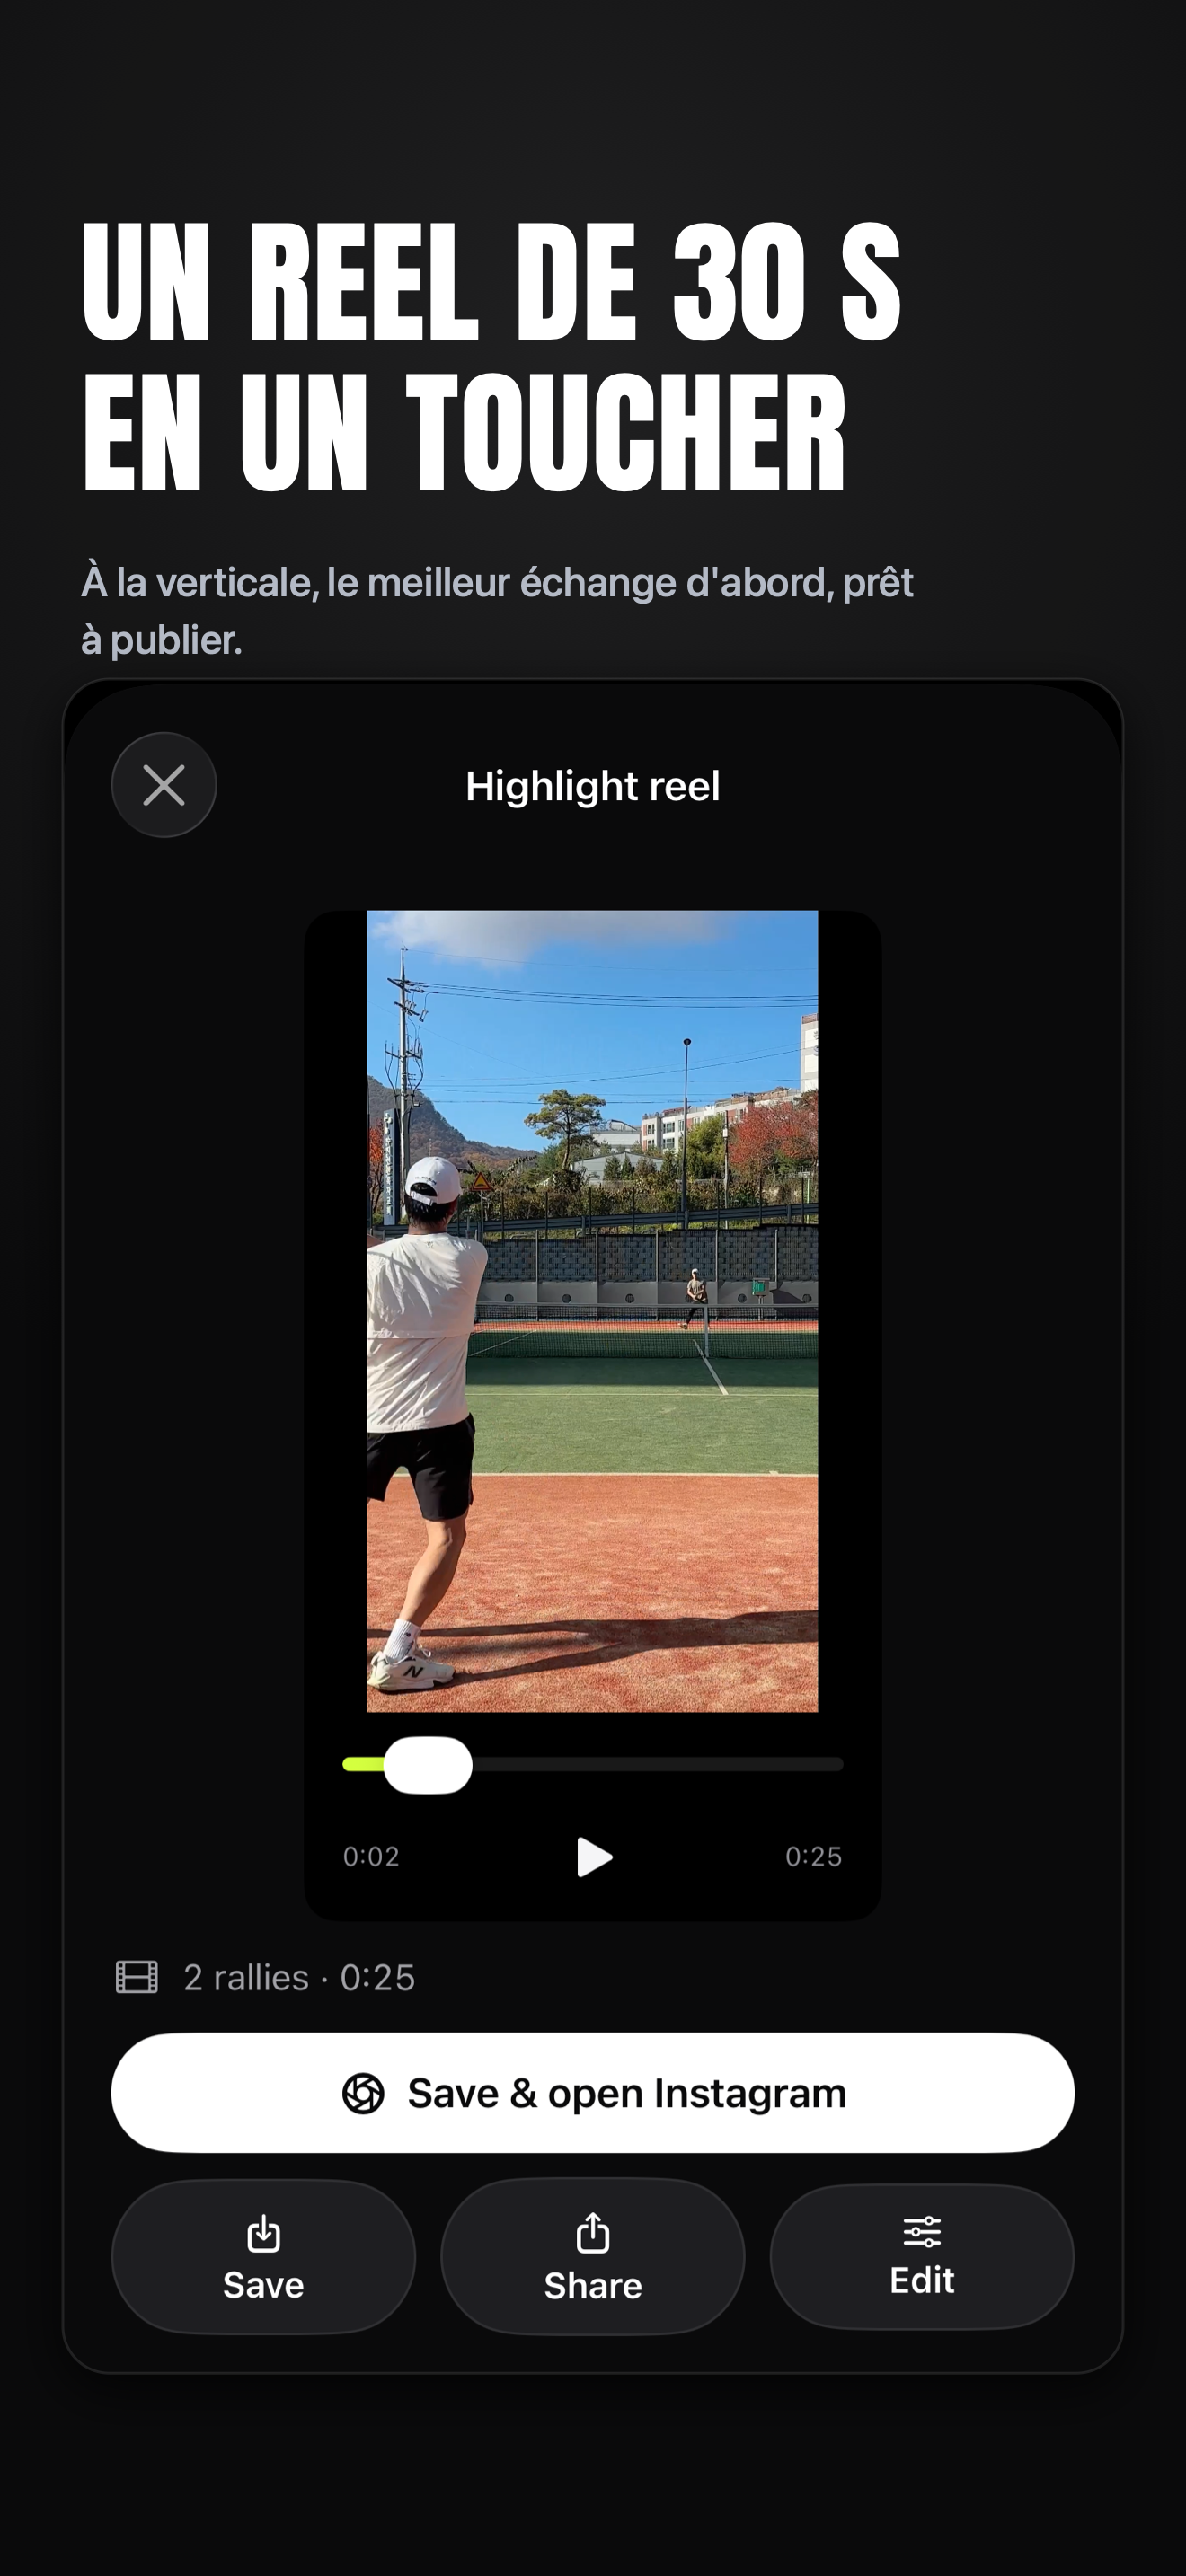 UN REEL DE 30 S
EN UN TOUCHER
À la verticale, le meilleur échange d'abord, prêt
à publier.
Highlight reel
N
0:02
0:25
2 rallies · 0:25
Save & open Instagram
Save
Share
Edit